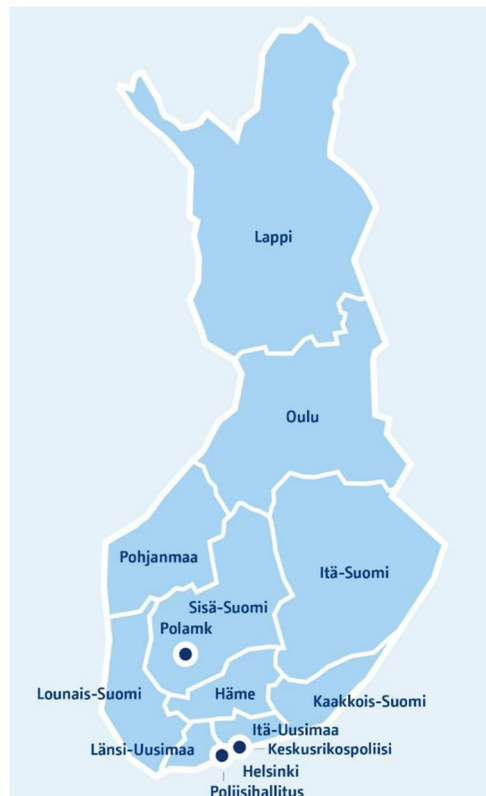 Lappi
Oulu
Pohjanmaa
Itä-Suomi
Sisä-Suomi
Polamk
Lounais-Suomi
Häme
Kaakkois-Suomi
Itä-Uusimaa
Länsi-Uusimaa
Keskusrikospoliisi
Helsinki
Poliisihallitus